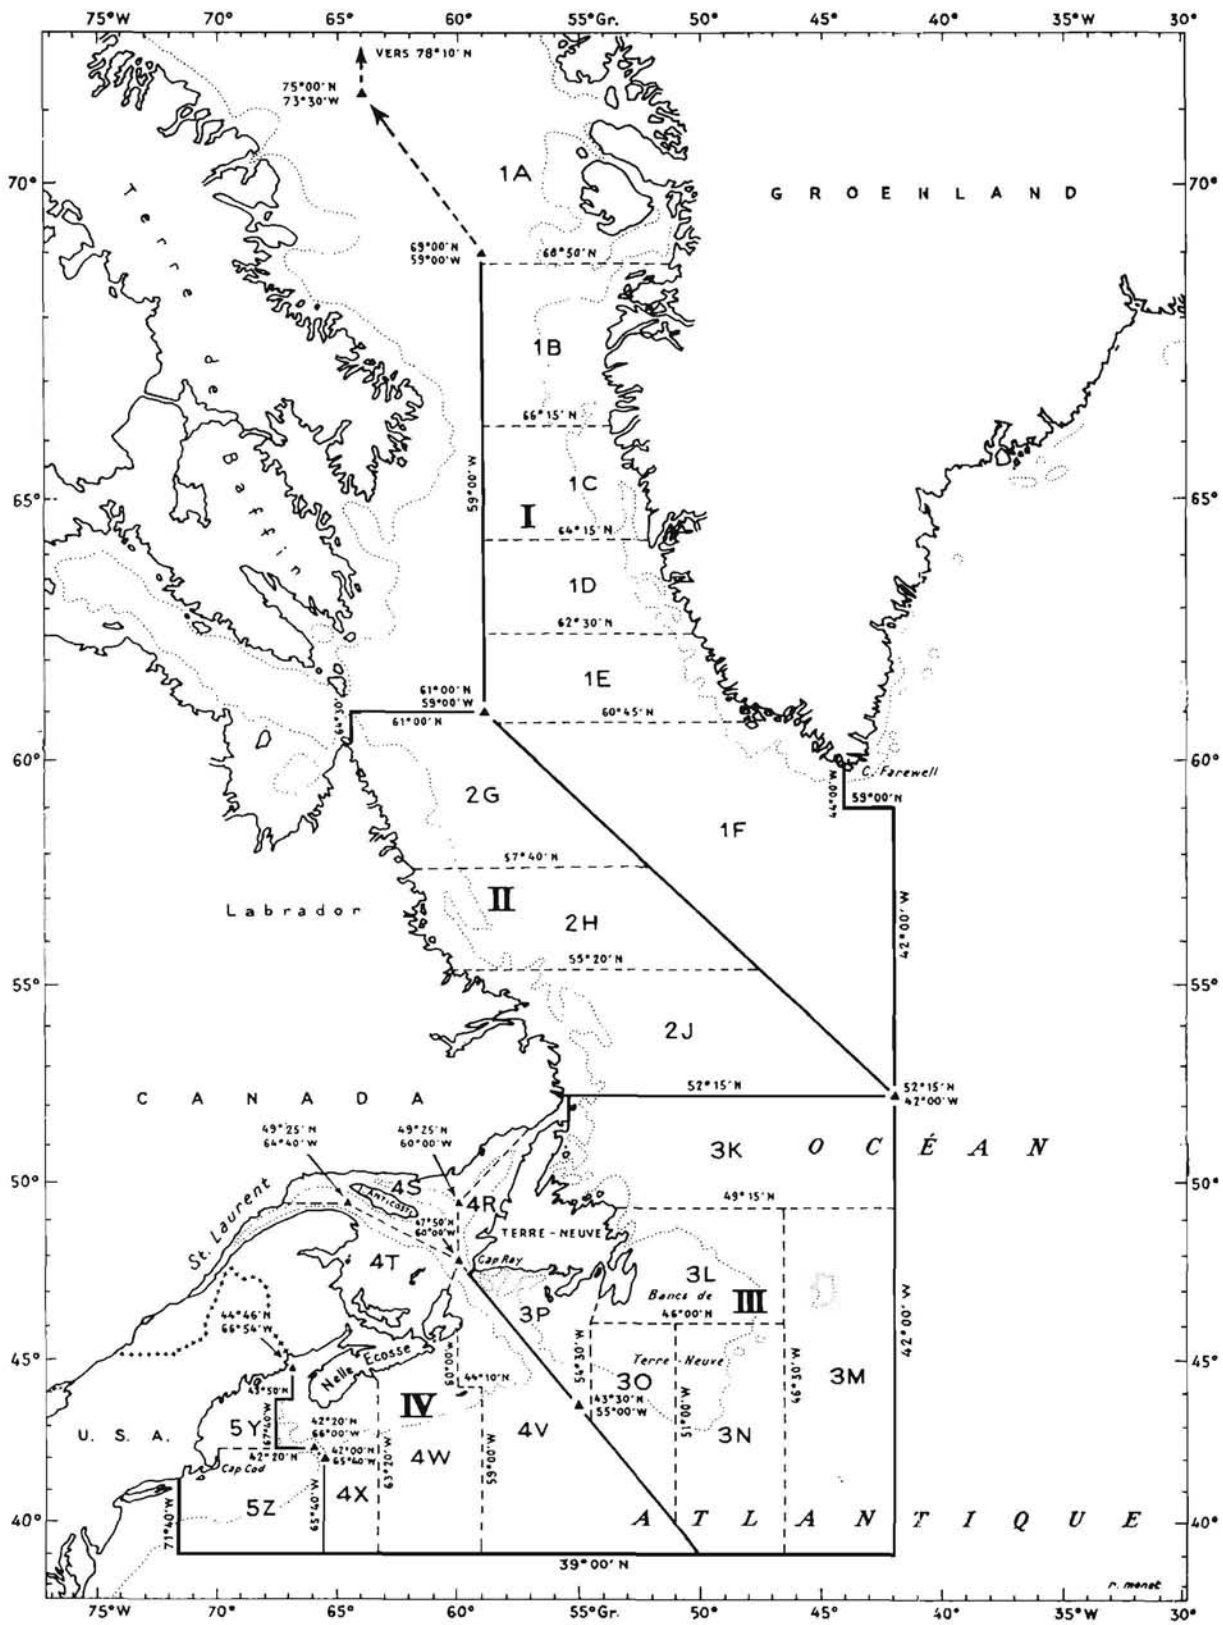 75°W 70° 65° 60° 55°Gr. 50° 45° 40° 35° 30°
VERS 78°10'N
75°00'N
73°30'W
1A
70° 70°
GROENLAND
Terre de Baffin
69°00'N
59°00'W
68°50'N
1B
66°15'N
59°00'W
1C
65° 65°
I
64°15'N
1D
62°30'N
1E
61°00'N
59°00'W
64°30'
61°00'N
60°45'N
60° 60°
C. Farewell
44°00'W
59°00'N
2G
1F
57°40'N
II
Labrador
2H
42°00'W
55°20'N
55° 55°
2J
52°15'N
52°15'N
42°00'W
CANADA
49°25'N
64°40'W
49°25'N
60°00'W
3K
OCÉAN
50° 50°
4S
ANTICOSTI
4R
49°15'N
St. Laurent
47°50'N
60°00'W
TERRE-NEUVE
Cap Ray
4T
3L
Bancs de
III
46°00'N
3P
44°46'N
66°54'W
42°00'W
45° 45°
Nelle Ecosse
60°00'W
54°30'W
Terre-Neuve
46°30'W
3M
44°10'N
3O
43°50'N
IV
43°30'N
55°00'W
51°00'W
5Y
67°40'W
42°20'N
66°00'W
4V
3N
U.S.A.
42°20'N
42°00'N
65°40'W
4W
63°20'W
59°00'W
Cap Cod
5Z
4X
65°40'W
71°40'W
40° 40°
ATLANTIQUE
39°00'N
r. monet
75°W 70° 65° 60° 55°Gr. 50° 45° 40° 35°W 30°